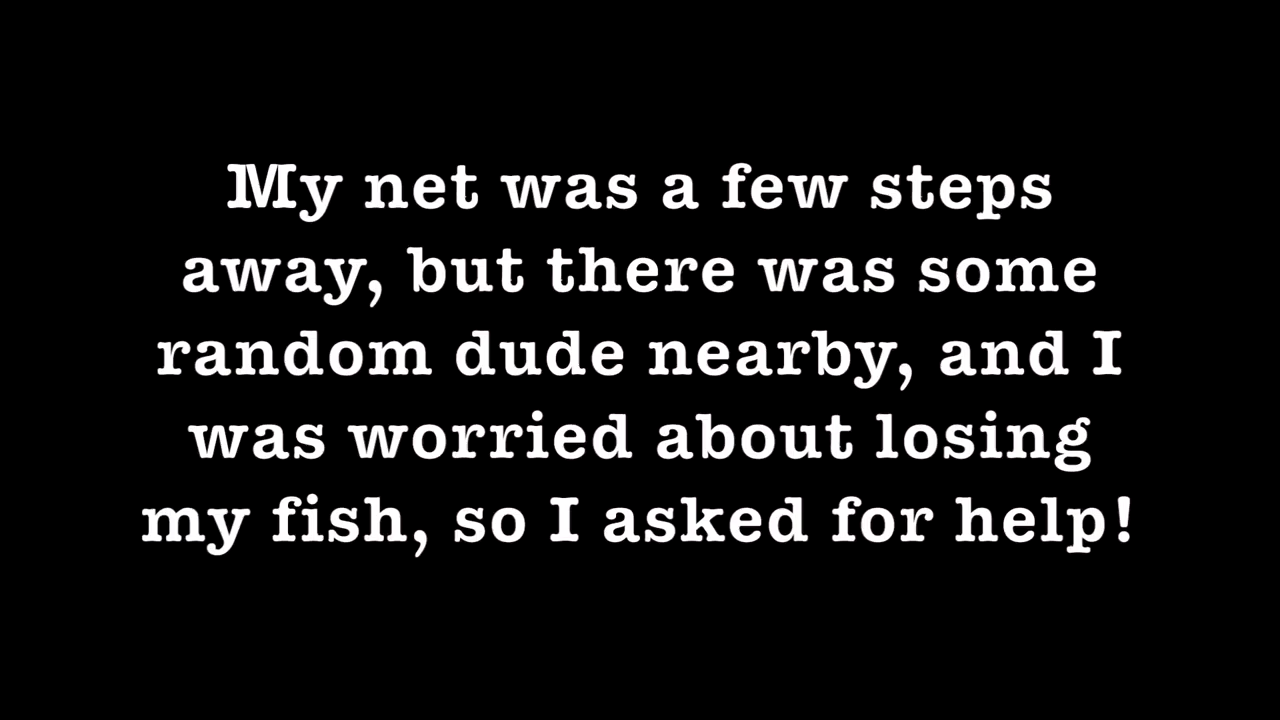 My net was a few steps
away, but there was some
random dude nearby, and I
was worried about losing
my fish, so I asked for help!